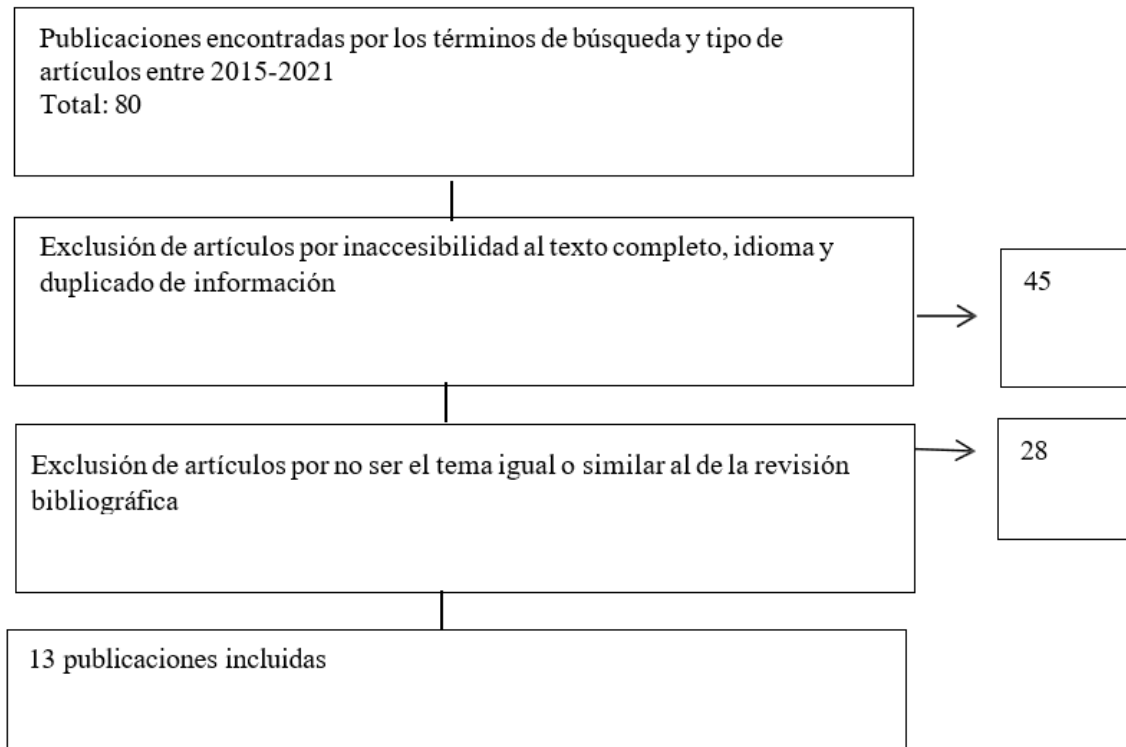 Publicaciones encontradas por los términos de búsqueda y tipo de
artículos entre 2015-2021
Total: 80
Exclusión de artículos por inaccesibilidad al texto completo, idioma y
duplicado de información
45
Exclusión de artículos por no ser el tema igual o similar al de la revisión
bibliográfica
28
13 publicaciones incluidas